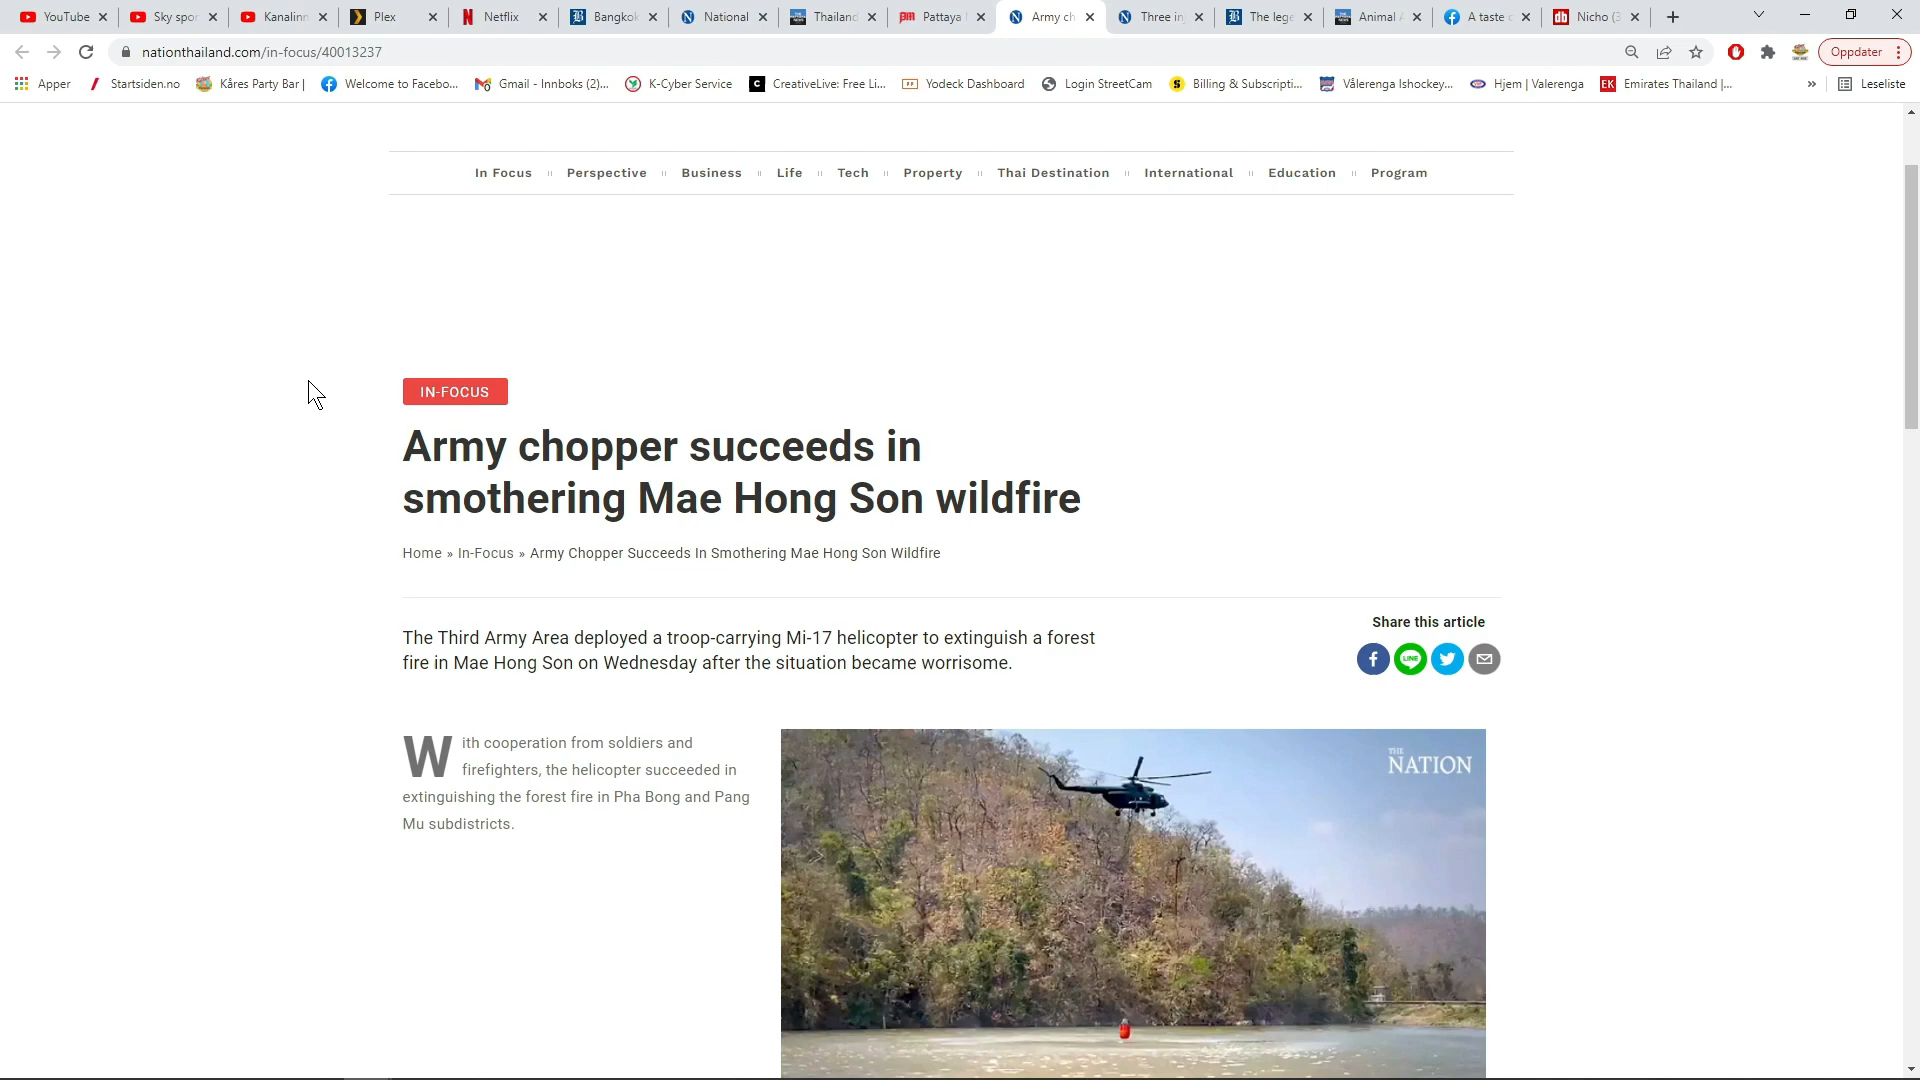 YouTube
Sky spor
Kanalinn
Plex
Netflix
Bangkok
National
Thailand
Pattaya
Army ch
Three in
The lege
Animal
A taste
Nicho (3
nationthailand.com/in-focus/40013237
Oppdater
Apper
Startsiden.no
Kåres Party Bar |
Welcome to Facebo...
Gmail - Innboks (2)...
K-Cyber Service
CreativeLive: Free Li...
Yodeck Dashboard
Login StreetCam
Billing & Subscripti...
Vålerenga Ishockey...
Hjem | Valerenga
EK Emirates Thailand |...
»
Leseliste
In Focus
Perspective
Business
Life
Tech
Property
Thai Destination
International
Education
Program
IN-FOCUS
Army chopper succeeds in
smothering Mae Hong Son wildfire
Home » In-Focus » Army Chopper Succeeds In Smothering Mae Hong Son Wildfire
The Third Army Area deployed a troop-carrying Mi-17 helicopter to extinguish a forest
fire in Mae Hong Son on Wednesday after the situation became worrisome.
Share this article
LINE
With cooperation from soldiers and
firefighters, the helicopter succeeded in
extinguishing the forest fire in Pha Bong and Pang
Mu subdistricts.
THE
NATION